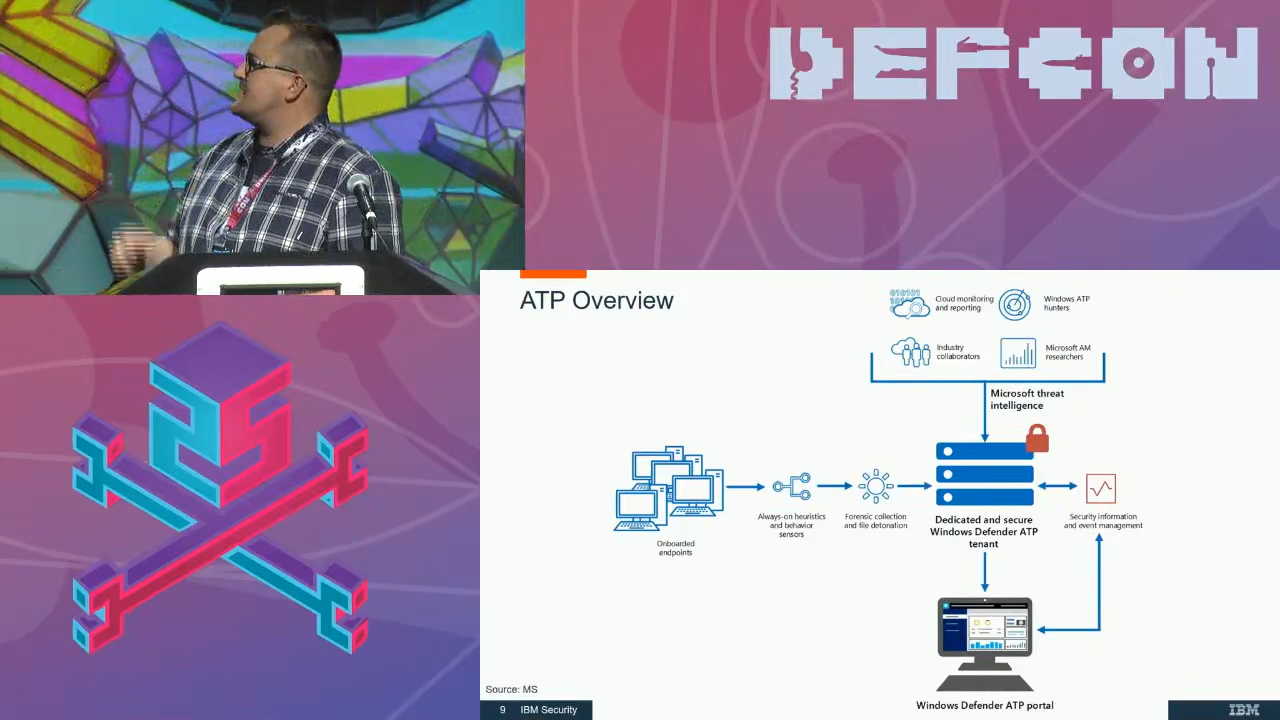 DEFCON
ATP Overview
Cloud monitoring
and reporting
Windows ATP
hunters
Industry
collaborators
Microsoft AM
researchers
Microsoft threat
intelligence
Onboarded
endpoints
Always-on heuristics
and behavior
sensors
Forensic collection
and file detonation
Dedicated and secure
Windows Defender ATP
tenant
Security information
and event management
Windows Defender ATP portal
Source: MS
9 IBM Security
IBM